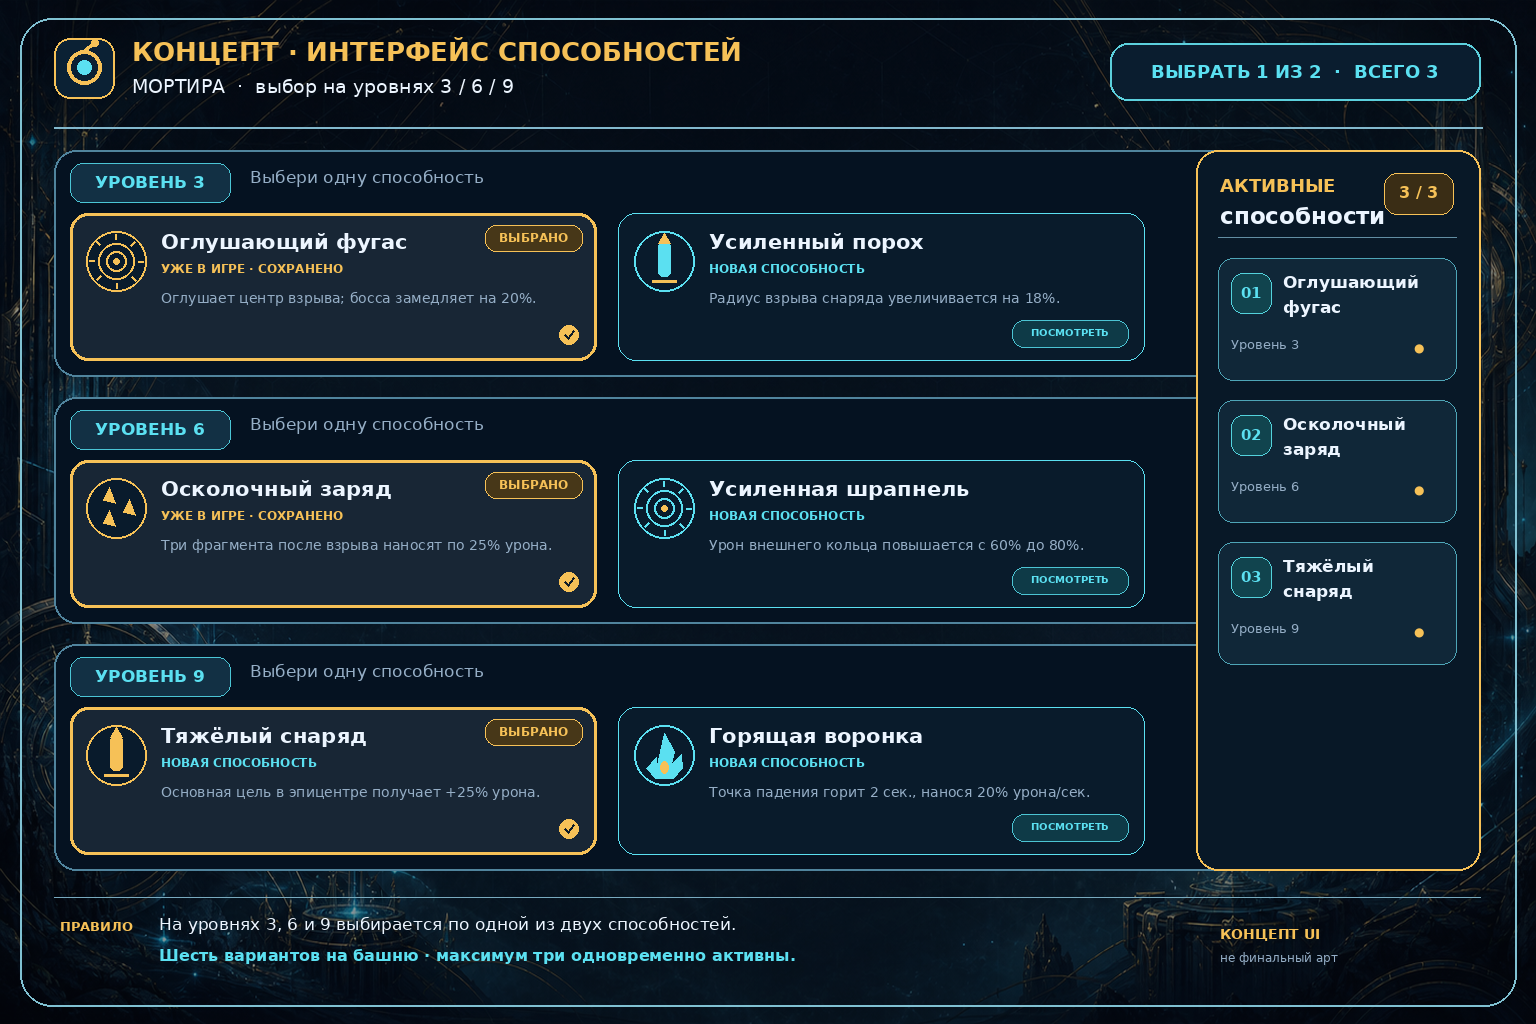 КОНЦЕПТ · ИНТЕРФЕЙС СПОСОБНОСТЕЙ
МОРТИРА · выбор на уровнях 3 / 6 / 9
ВЫБРАТЬ 1 ИЗ 2 · ВСЕГО 3
УРОВЕНЬ 3
Выбери одну способность
Оглушающий фугас
ВЫБРАНО
УЖЕ В ИГРЕ · СОХРАНЕНО
Оглушает центр взрыва; босса замедляет на 20%.
Усиленный порох
НОВАЯ СПОСОБНОСТЬ
Радиус взрыва снаряда увеличивается на 18%.
ПОСМОТРЕТЬ
УРОВЕНЬ 6
Выбери одну способность
Осколочный заряд
ВЫБРАНО
УЖЕ В ИГРЕ · СОХРАНЕНО
Три фрагмента после взрыва наносят по 25% урона.
Усиленная шрапнель
НОВАЯ СПОСОБНОСТЬ
Урон внешнего кольца повышается с 60% до 80%.
ПОСМОТРЕТЬ
УРОВЕНЬ 9
Выбери одну способность
Тяжёлый снаряд
ВЫБРАНО
НОВАЯ СПОСОБНОСТЬ
Основная цель в эпицентре получает +25% урона.
Горящая воронка
НОВАЯ СПОСОБНОСТЬ
Точка падения горит 2 сек., нанося 20% урона/сек.
ПОСМОТРЕТЬ
АКТИВНЫЕ
способности
3 / 3
01
Оглушающий
фугас
Уровень 3
02
Осколочный
заряд
Уровень 6
03
Тяжёлый
снаряд
Уровень 9
ПРАВИЛО
На уровнях 3, 6 и 9 выбирается по одной из двух способностей.
Шесть вариантов на башню · максимум три одновременно активны.
КОНЦЕПТ UI
не финальный арт